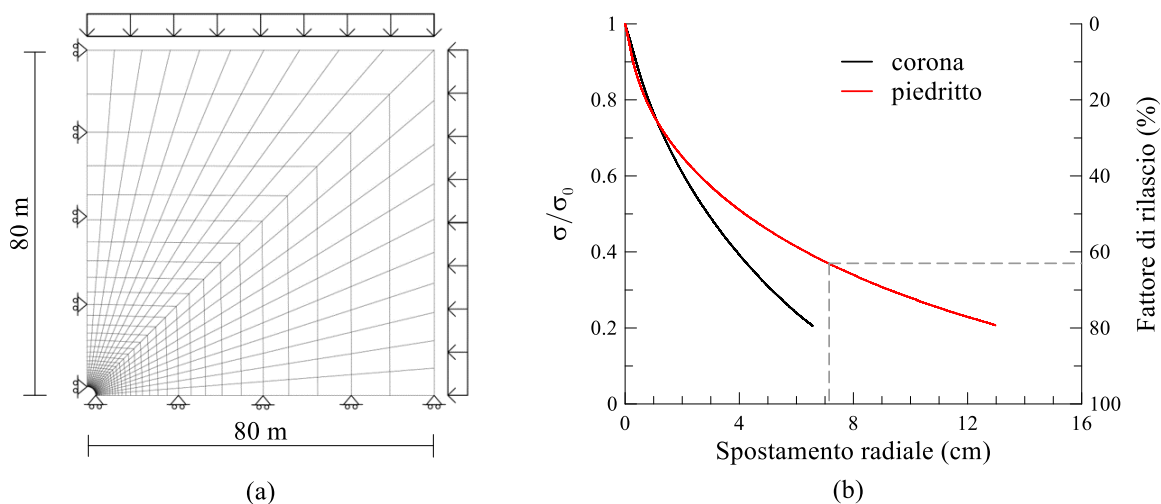 80 m
80 m
(a)
1
0.8
0.6
0.4
0.2
0
σ/σ0
corona
piedritto
0
20
40
60
80
100
Fattore di rilascio (%)
0 4 8 12 16
Spostamento radiale (cm)
(b)